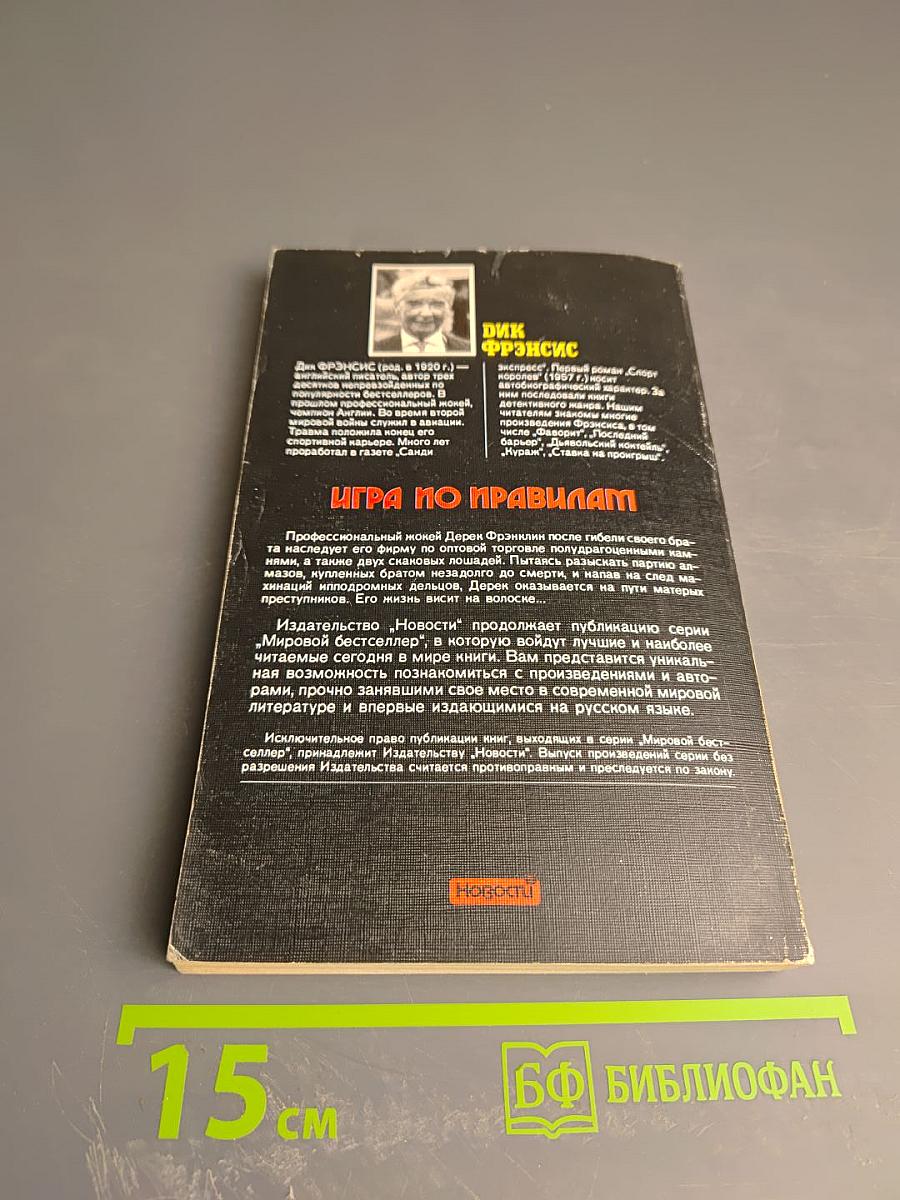 ДИК
ФРЭНСИС
Дик ФРЭНСИС (род. в 1920 г.) —
английский писатель, автор трех
десятков непревзойденных по
популярности бестселлеров. В
прошлом профессиональный жокей,
чемпион Англии. Во время второй
мировой войны служил в авиации.
Травма положила конец его
спортивной карьере. Много лет
проработал в газете „Санди
экспресс". Первый роман „Спорт
королев" (1957 г.) носит
автобиографический характер. За
ним последовали книги
детективного жанра. Нашим
читателям знакомы многие
произведения Фрэнсиса, в том
числе „Фаворит", „Последний
барьер", „Дьявольский коктейль",
„Кураж", „Ставка на проигрыш".
ИГРА ПО ПРАВИЛАМ
Профессиональный жокей Дерек Фрэнклин после гибели своего бра-
та наследует его фирму по оптовой торговле полудрагоценными кам-
нями, а также двух скаковых лошадей. Пытаясь разыскать партию ал-
мазов, купленных братом незадолго до смерти, и напав на след ма-
хинаций ипподромных дельцов, Дерек оказывается на пути матерых
преступников. Его жизнь висит на волоске...
Издательство „Новости" продолжает публикацию серии
„Мировой бестселлер", в которую войдут лучшие и наиболее
читаемые сегодня в мире книги. Вам представится уникаль-
ная возможность познакомиться с произведениями и авто-
рами, прочно занявшими свое место в современной мировой
литературе и впервые издающимися на русском языке.
Исключительное право публикации книг, выходящих в серии „Мировой бест-
селлер", принадлежит Издательству „Новости". Выпуск произведений серии без
разрешения Издательства считается противоправным и преследуется по закону.
Новости
15 см
БФ БИБЛИОФАН